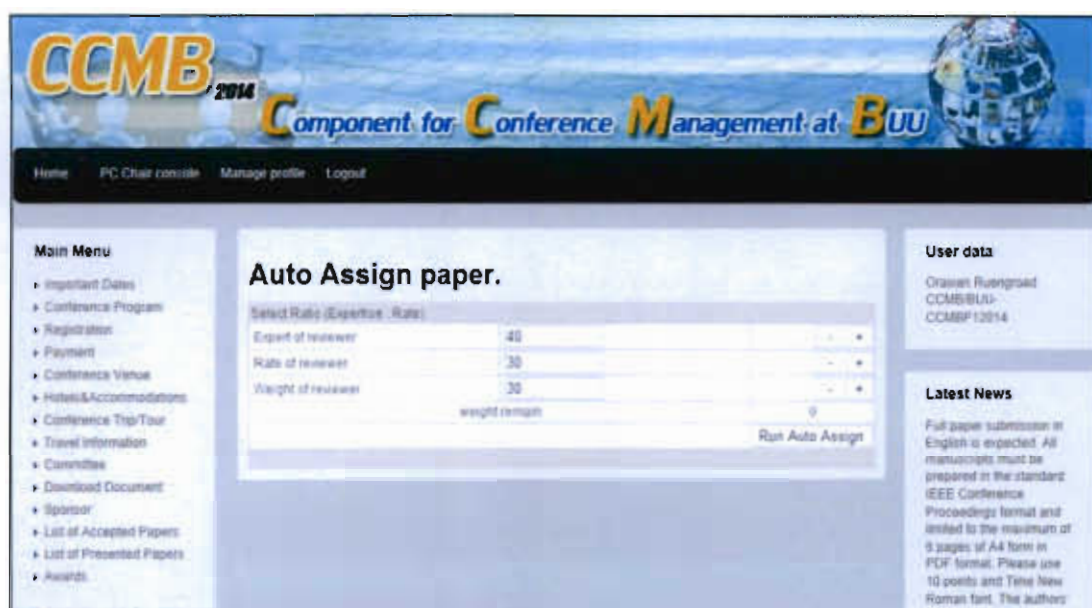 CCMB 2014
Component for Conference Management at BUU
Home PC Chair console Manage profile Logout
Main Menu
Important Dates
Conference Program
Registration
Payment
Conference Venue
Hotels&Accommodations
Conference Trip/Tour
Travel Information
Committee
Download Document
Sponsor
List of Accepted Papers
List of Presented Papers
Awards
Auto Assign paper.
Select Ratio (Expertise : Rate)
Expert of reviewer 40 - +
Rate of reviewer 30 - +
Weight of reviewer 30 - +
weight remain 0
Run Auto Assign
User data
Orawan Ruengroad
CCMB/BUU-
CCMBF12014
Latest News
Full paper submission in
English is expected. All
manuscripts must be
prepared in the standard
IEEE Conference
Proceedings format and
limited to the maximum of
6 pages of A4 form in
PDF format. Please use
10 points and Time New
Roman font. The authors